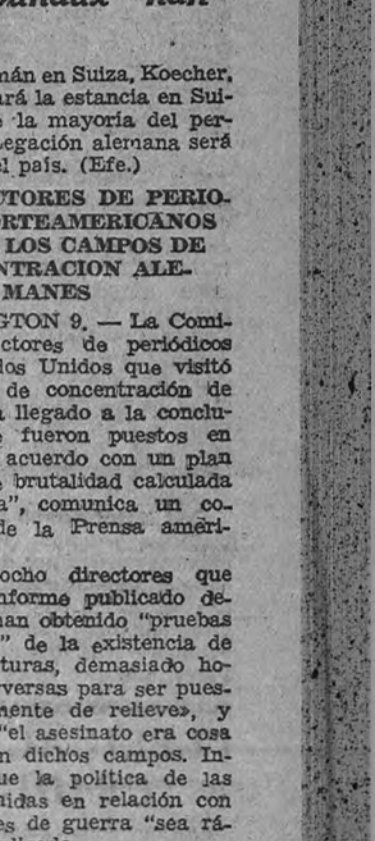 mán en Suiza, Koecher,
ará la estancia en Sui-
la mayoría del per-
egación alemana será
l país. (Efe.)
TORES DE PERIO-
RTEAMERICANOS
LOS CAMPOS DE
NTRACION ALE-
MANES
GTON 9. — La Comi-
ctores de periódicos
dos Unidos que visitó
de concentración de
a llegado a la conclu-
e fueron puestos en
acuerdo con un plan
e brutalidad calculada
a", comunica un co-
de la Prensa ameri-
ocho directores que
nforme publicado de-
han obtenido "pruebas
" de la existencia de
turas, demasiado ho-
versas para ser pues-
mente de relieve», y
"el asesinato era cosa
n dichos campos. In-
ue la política de las
nidas en relación con
es de guerra "sea rá-